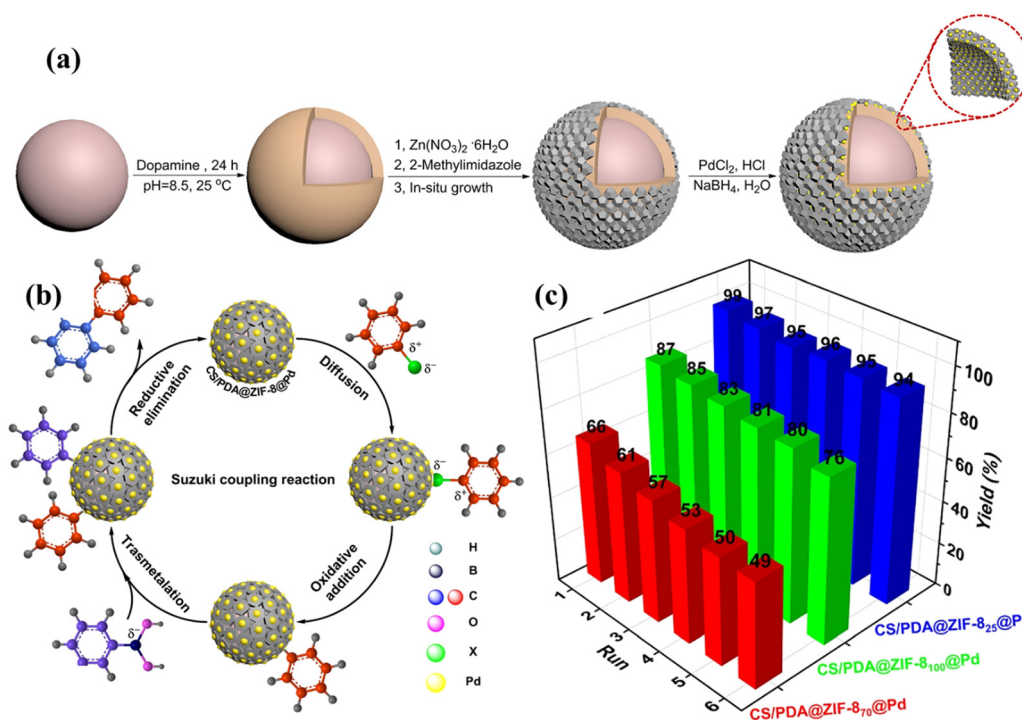 (a)
Dopamine , 24 h
pH=8.5, 25 °C
1, Zn(NO₃)₂ ·6H₂O
2, 2-Methylimidazole
3, In-situ growth
PdCl₂, HCl
NaBH₄, H₂O
(b)
CS/PDA@ZIF-8@Pd
Diffusion
δ⁺
δ⁻
Reductive
elimination
Suzuki coupling reaction
δ⁻
δ⁺
Oxidative
addition
Trasmetalation
δ⁻
H
B
C
O
X
Pd
(c)
99
97
95
96
95
94
87
85
83
81
80
76
66
61
57
53
50
49
100
80
60
40
20
0
Yield (%)
1
2
3
4
5
6
Run
CS/PDA@ZIF-8₂₅@P
CS/PDA@ZIF-8₁₀₀@Pd
CS/PDA@ZIF-8₇₀@Pd